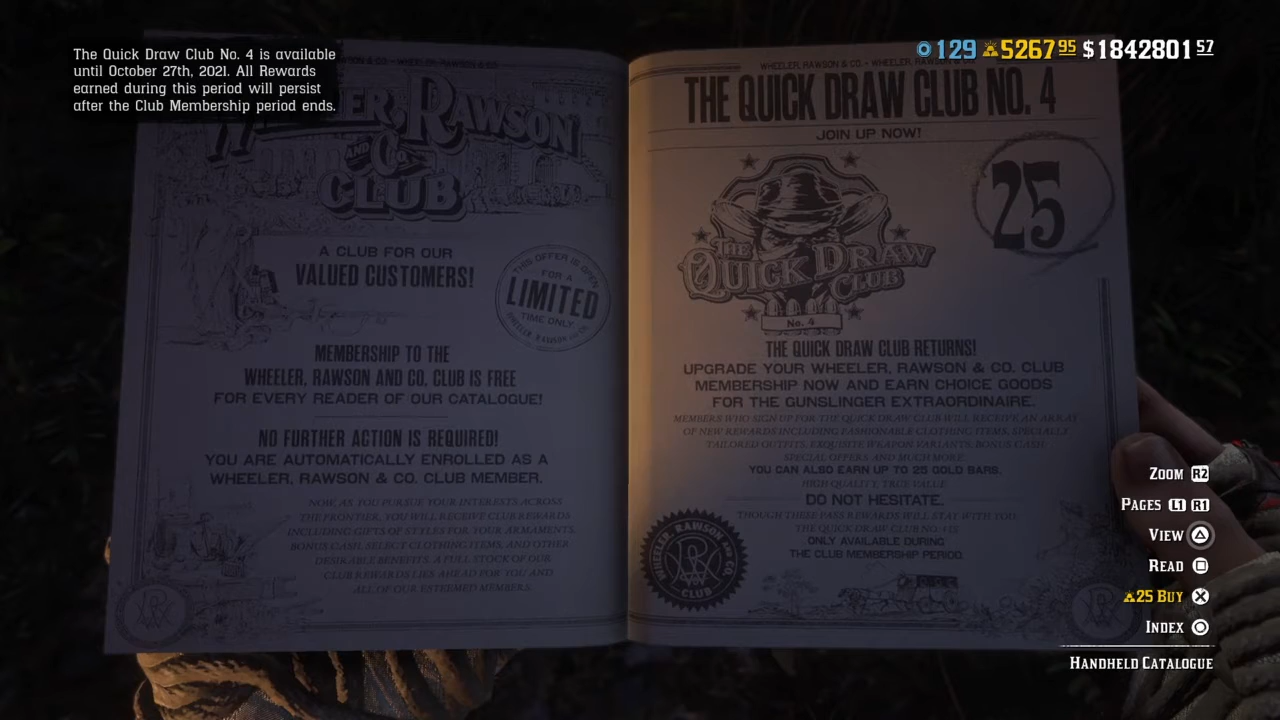 The Quick Draw Club No. 4 is available
until October 27th, 2021. All Rewards
earned during this period will persist
after the Club Membership period ends.
129 5267 95 $1842801 57
RAWSON
AND Co
CLUB
A CLUB FOR OUR
VALUED CUSTOMERS!
THIS OFFER IS OPEN
FOR A
LIMITED
TIME ONLY.
WHEELER, RAWSON AND CO.
MEMBERSHIP TO THE
WHEELER, RAWSON AND CO. CLUB IS FREE
FOR EVERY READER OF OUR CATALOGUE!
NO FURTHER ACTION IS REQUIRED!
YOU ARE AUTOMATICALLY ENROLLED AS A
WHEELER, RAWSON & CO. CLUB MEMBER.
NOW, AS YOU PURSUE YOUR INTERESTS ACROSS
THE FRONTIER, YOU WILL RECEIVE CLUB REWARDS
INCLUDING GIFTS OF STYLES FOR YOUR ARMAMENTS,
BONUS CASH, SELECT CLOTHING ITEMS, AND OTHER
DESIRABLE BENEFITS. A FULL STOCK OF OUR
CLUB REWARDS LIES AHEAD FOR YOU AND
ALL OF OUR ESTEEMED MEMBERS.
WHEELER, RAWSON & CO. • WHEELER, RAWSON
THE QUICK DRAW CLUB NO. 4
JOIN UP NOW!
25
THE
QUICK DRAW
CLUB
No. 4
THE QUICK DRAW CLUB RETURNS!
UPGRADE YOUR WHEELER, RAWSON & CO. CLUB
MEMBERSHIP NOW AND EARN CHOICE GOODS
FOR THE GUNSLINGER EXTRAORDINAIRE.
MEMBERS WHO SIGN UP FOR THE QUICK DRAW CLUB WILL RECEIVE AN ARRAY
OF NEW REWARDS INCLUDING FASHIONABLE CLOTHING ITEMS, SPECIALLY
TAILORED OUTFITS, EXQUISITE WEAPON VARIANTS, BONUS CASH,
SPECIAL OFFERS AND MUCH MORE.
YOU CAN ALSO EARN UP TO 25 GOLD BARS.
HIGH QUALITY, TRUE VALUE
DO NOT HESITATE.
THOUGH THESE PASS REWARDS WILL STAY WITH YOU,
THE QUICK DRAW CLUB NO. 4 IS
ONLY AVAILABLE DURING
THE CLUB MEMBERSHIP PERIOD.
WHEELER, RAWSON AND CO.
CLUB
ZOOM R2
PAGES L1 R1
VIEW
READ
25 BUY
INDEX
HANDHELD CATALOGUE